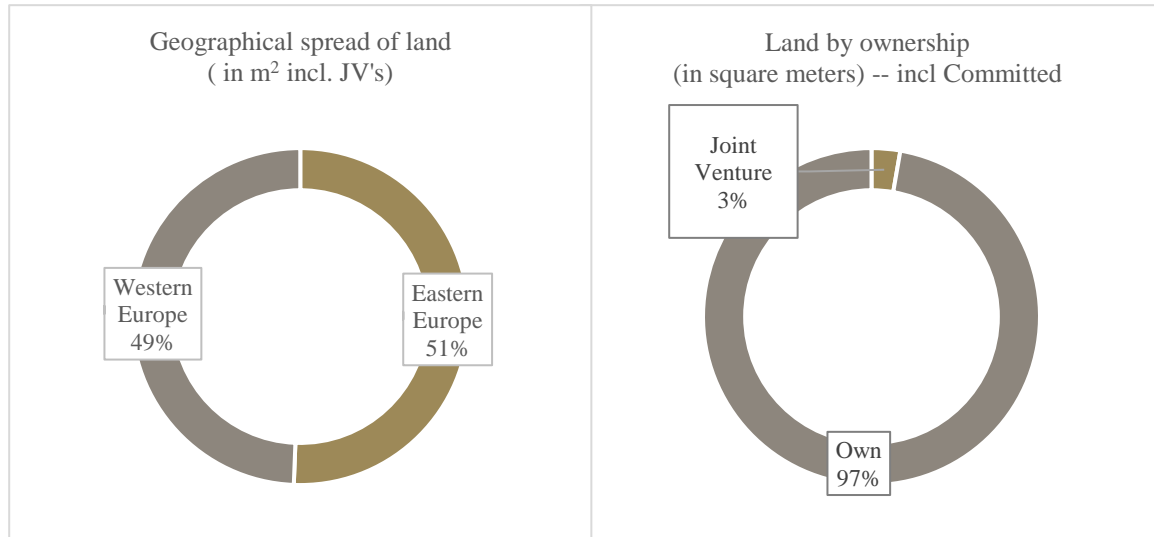 Geographical spread of land
( in m² incl. JV's)
Western
Europe
49%
Eastern
Europe
51%
Land by ownership
(in square meters) -- incl Committed
Joint
Venture
3%
Own
97%